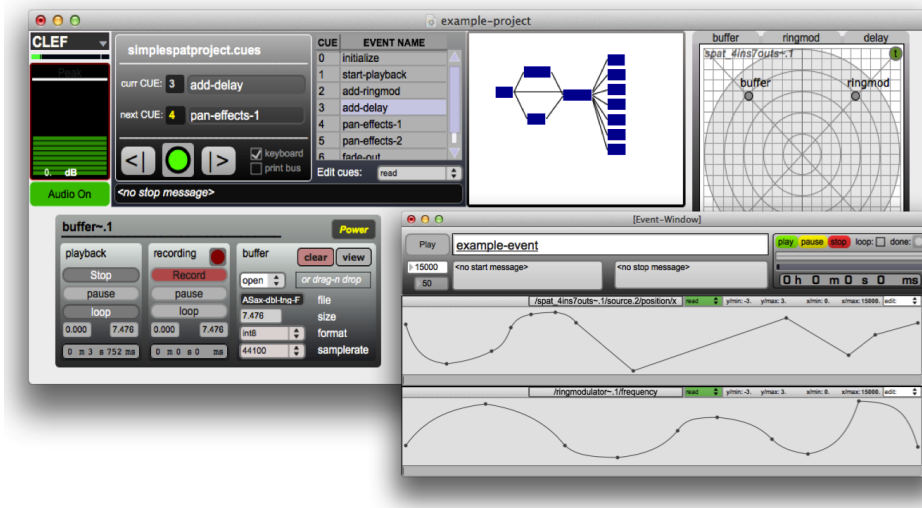 example-project
CLEF
Peak
0. dB
Audio On
simplespatproject.cues
curr CUE: 3 add-delay
next CUE: 4 pan-effects-1
<| |>
keyboard
print bus
<no stop message>
CUE EVENT NAME
0 initialize
1 start-playback
2 add-ringmod
3 add-delay
4 pan-effects-1
5 pan-effects-2
6 fade-out
Edit cues: read
buffer ringmod delay
spat_4ins7outs~.1 t
buffer ringmod
buffer~.1 Power
playback
Stop
pause
loop
0.000 7.476
0 m 3 s 752 ms
recording
Record
pause
loop
0.000 7.476
0 m 0 s 0 ms
buffer clear view
open or drag-n drop
ASax-dbl-tng-F file
7.476 size
int8 format
44100 samplerate
[Event-Window]
Play example-event
play pause stop loop: done:
15000 <no start message> <no stop message>
50
0 h 0 m 0 s 0 ms
/spat_4ins7outs~.1/source.2/position/x read y/min: -3. y/max: 3. x/min: 0. x/max: 15000. edit:
/ringmodulator~.1/frequency read y/min: -3. y/max: 3. x/min: 0. x/max: 15000. edit: